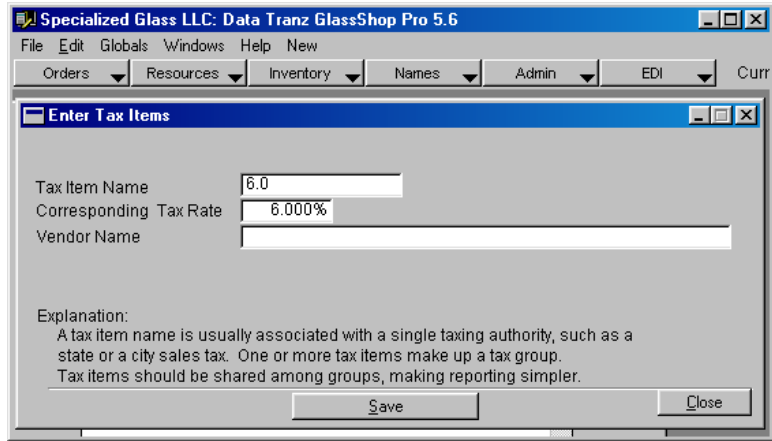 Specialized Glass LLC: Data Tranz GlassShop Pro 5.6
File Edit Globals Windows Help New
Orders Resources Inventory Names Admin EDI Curr
Enter Tax Items
Tax Item Name 6.0
Corresponding Tax Rate 6.000%
Vendor Name
Explanation:
A tax item name is usually associated with a single taxing authority, such as a
state or a city sales tax. One or more tax items make up a tax group.
Tax items should be shared among groups, making reporting simpler.
Save Close